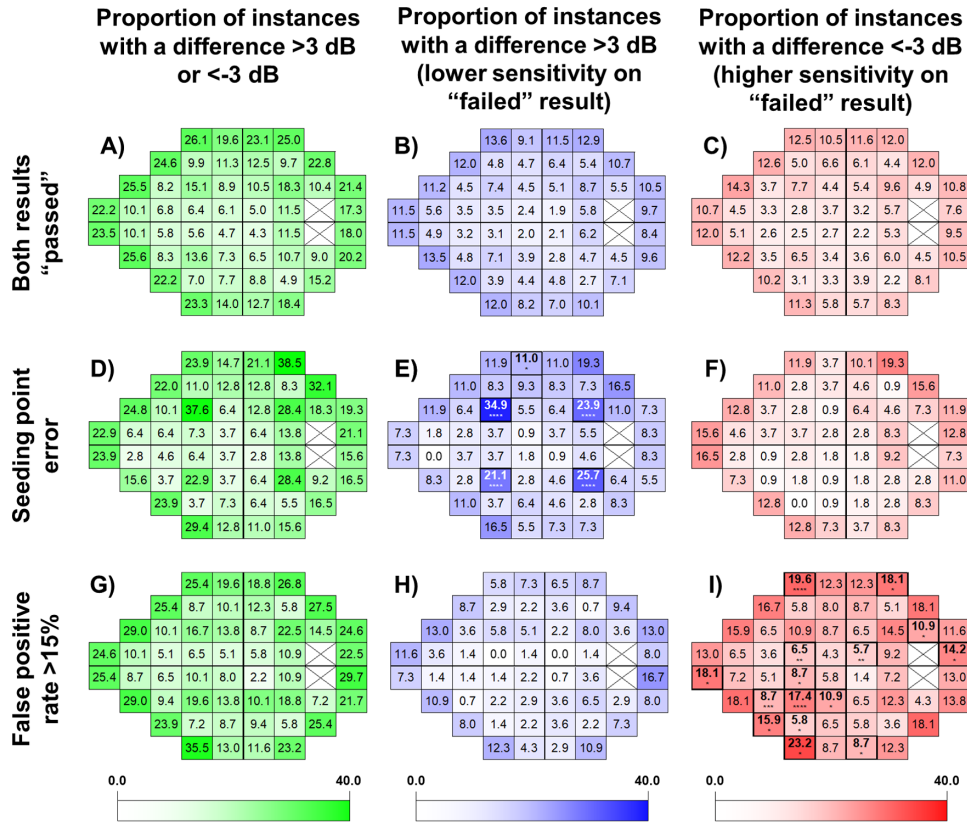 Proportion of instances
with a difference >3 dB
or <-3 dB
Proportion of instances
with a difference >3 dB
(lower sensitivity on
“failed” result)
Proportion of instances
with a difference <-3 dB
(higher sensitivity on
“failed” result)
Both results
“passed”
A)
26.1 19.6 23.1 25.0
24.6 9.9 11.3 12.5 9.7 22.8
25.5 8.2 15.1 8.9 10.5 18.3 10.4 21.4
22.2 10.1 6.8 6.4 6.1 5.0 11.5 17.3
23.5 10.1 5.8 5.6 4.7 4.3 11.5 18.0
25.6 8.3 13.6 7.3 6.5 10.7 9.0 20.2
22.2 7.0 7.7 8.8 4.9 15.2
23.3 14.0 12.7 18.4
B)
13.6 9.1 11.5 12.9
12.0 4.8 4.7 6.4 5.4 10.7
11.2 4.5 7.4 4.5 5.1 8.7 5.5 10.5
11.5 5.6 3.5 3.5 2.4 1.9 5.8 9.7
11.5 4.9 3.2 3.1 2.0 2.1 6.2 8.4
13.5 4.8 7.1 3.9 2.8 4.7 4.5 9.6
12.0 3.9 4.4 4.8 2.7 7.1
12.0 8.2 7.0 10.1
C)
12.5 10.5 11.6 12.0
12.6 5.0 6.6 6.1 4.4 12.0
14.3 3.7 7.7 4.4 5.4 9.6 4.9 10.8
10.7 4.5 3.3 2.8 3.7 3.2 5.7 7.6
12.0 5.1 2.6 2.5 2.7 2.2 5.3 9.5
12.2 3.5 6.5 3.4 3.6 6.0 4.5 10.5
10.2 3.1 3.3 3.9 2.2 8.1
11.3 5.8 5.7 8.3
Seeding point
error
D)
23.9 14.7 21.1 38.5
22.0 11.0 12.8 12.8 8.3 32.1
24.8 10.1 37.6 6.4 12.8 28.4 18.3 19.3
22.9 6.4 6.4 7.3 3.7 6.4 13.8 21.1
23.9 2.8 4.6 6.4 3.7 2.8 13.8 15.6
15.6 3.7 22.9 4.6 6.4 28.4 9.2 16.5
23.9 3.7 7.3 6.4 5.5 16.5
29.4 12.8 11.0 15.6
E)
11.9 11.0 * 10.1 19.3
11.0 8.3 9.3 8.3 7.3 16.5
11.9 6.4 34.9 **** 5.5 6.4 23.9 **** 11.0 7.3
7.3 1.8 2.8 3.7 0.9 3.7 5.5 8.3
7.3 0.0 3.7 3.7 1.8 0.9 4.6 8.3
8.3 2.8 21.1 **** 2.8 4.6 25.7 **** 6.4 5.5
11.0 3.7 6.4 4.6 2.8 8.3
16.5 5.5 7.3 7.3
F)
11.9 3.7 10.1 19.3
11.0 2.8 3.7 4.6 0.9 15.6
12.8 3.7 2.8 0.9 6.4 4.6 7.3 11.9
15.6 4.6 3.7 3.7 2.8 2.8 8.3 12.8
16.5 2.8 0.9 2.8 1.8 1.8 9.2 7.3
7.3 0.9 1.8 1.8 1.8 2.8 2.8 11.0
12.8 0.0 0.9 1.8 2.8 8.3
12.8 7.3 3.7 8.3
False positive
rate >15%
G)
25.4 19.6 18.8 26.8
25.4 8.7 10.1 12.3 5.8 27.5
29.0 10.1 16.7 13.8 8.7 22.5 14.5 24.6
24.6 10.1 5.1 6.5 5.1 5.8 10.9 22.5
25.4 8.7 6.5 10.1 8.0 2.2 10.9 29.7
29.0 9.4 19.6 13.8 10.1 18.8 7.2 21.7
23.9 7.2 8.7 9.4 5.8 25.4
35.5 13.0 11.6 23.2
H)
5.8 7.3 6.5 8.7
8.7 2.9 2.2 3.6 0.7 9.4
13.0 3.6 5.8 5.1 2.2 8.0 3.6 13.0
11.6 3.6 1.4 0.0 1.4 0.0 1.4 8.0
7.3 1.4 1.4 1.4 2.2 0.7 3.6 16.7
10.9 0.7 2.2 2.9 3.6 6.5 2.9 8.0
8.0 1.4 2.2 3.6 2.2 7.3
12.3 4.3 2.9 10.9
I)
19.6 **** 12.3 12.3 18.1 *
16.7 5.8 8.0 8.7 5.1 18.1
15.9 6.5 10.9 8.7 6.5 14.5 10.9 * 11.6
13.0 6.5 3.6 6.5 ** 4.3 5.7 ** 9.2 14.2 *
18.1 * 7.2 5.1 8.7 * 5.8 1.4 7.2 13.0
18.1 8.7 *** 17.4 **** 10.9 * 6.5 12.3 4.3 13.8
15.9 * 5.8 * 6.5 5.8 3.6 18.1
23.2 * 8.7 8.7 * 12.3
0.0 40.0
0.0 40.0
0.0 40.0